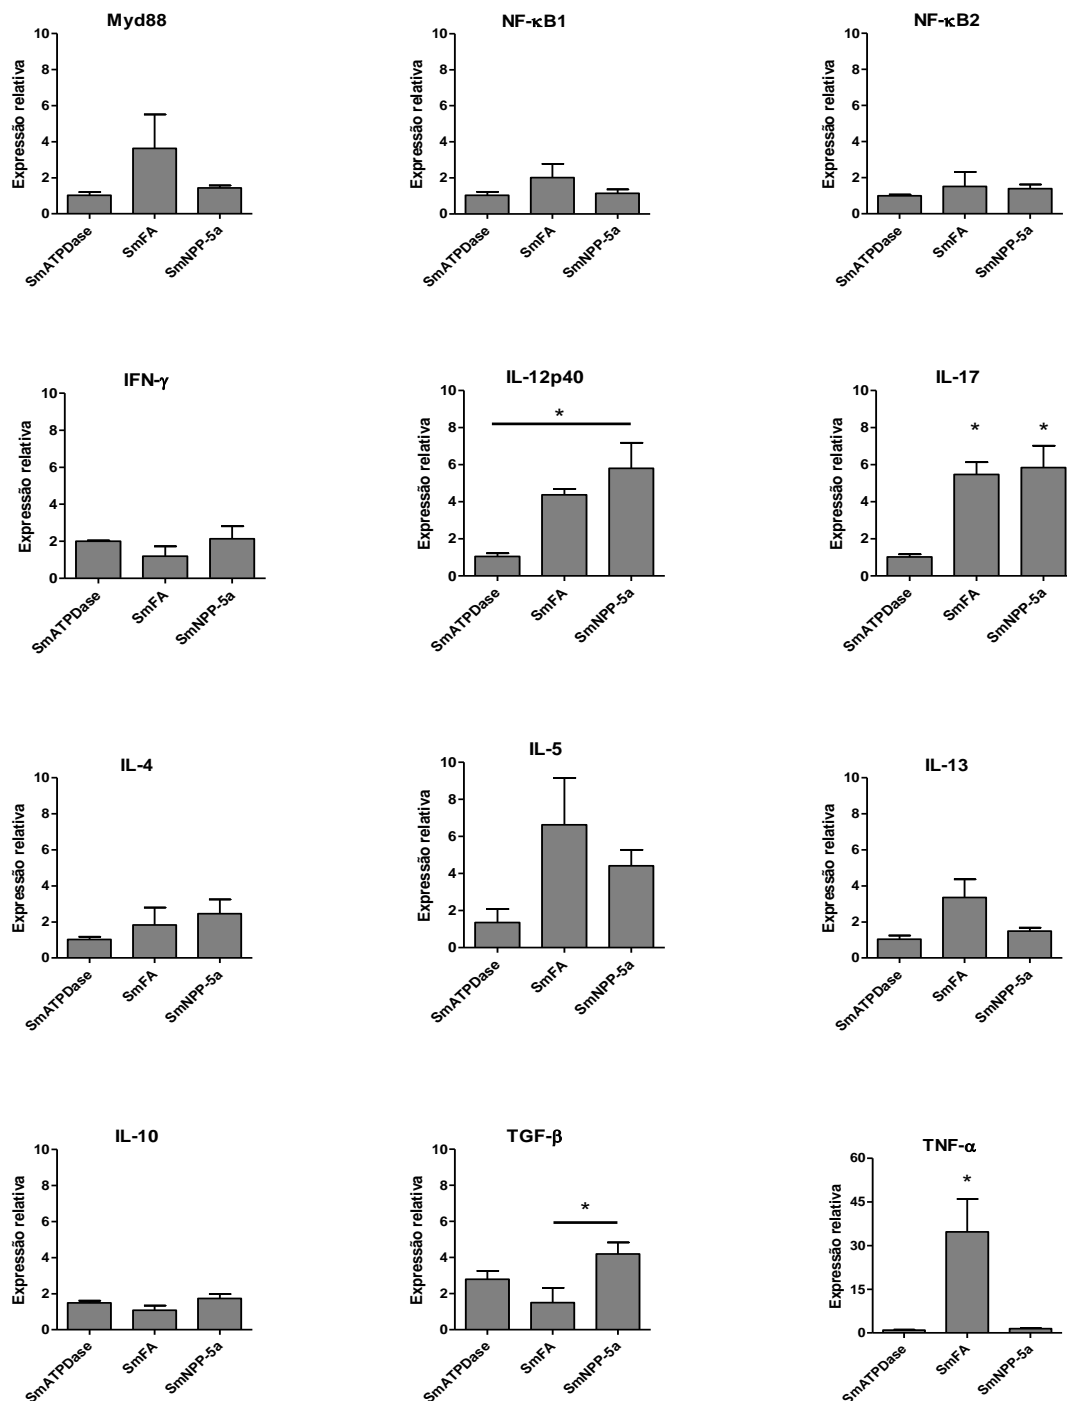 Myd88
Expressão relativa
10
8
6
4
2
0
SmATPDase
SmFA
SmNPP-5a
NF-κB1
Expressão relativa
10
8
6
4
2
0
SmATPDase
SmFA
SmNPP-5a
NF-κB2
Expressão relativa
10
8
6
4
2
0
SmATPDase
SmFA
SmNPP-5a
IFN-γ
Expressão relativa
10
8
6
4
2
0
SmATPDase
SmFA
SmNPP-5a
IL-12p40
Expressão relativa
10
8
6
4
2
0
*
SmATPDase
SmFA
SmNPP-5a
IL-17
Expressão relativa
10
8
6
4
2
0
* *
SmATPDase
SmFA
SmNPP-5a
IL-4
Expressão relativa
10
8
6
4
2
0
SmATPDase
SmFA
SmNPP-5a
IL-5
Expressão relativa
10
8
6
4
2
0
SmATPDase
SmFA
SmNPP-5a
IL-13
Expressão relativa
10
8
6
4
2
0
SmATPDase
SmFA
SmNPP-5a
IL-10
Expressão relativa
10
8
6
4
2
0
SmATPDase
SmFA
SmNPP-5a
TGF-β
Expressão relativa
10
8
6
4
2
0
*
SmATPDase
SmFA
SmNPP-5a
TNF-α
Expressão relativa
60
45
30
15
0
*
SmATPDase
SmFA
SmNPP-5a